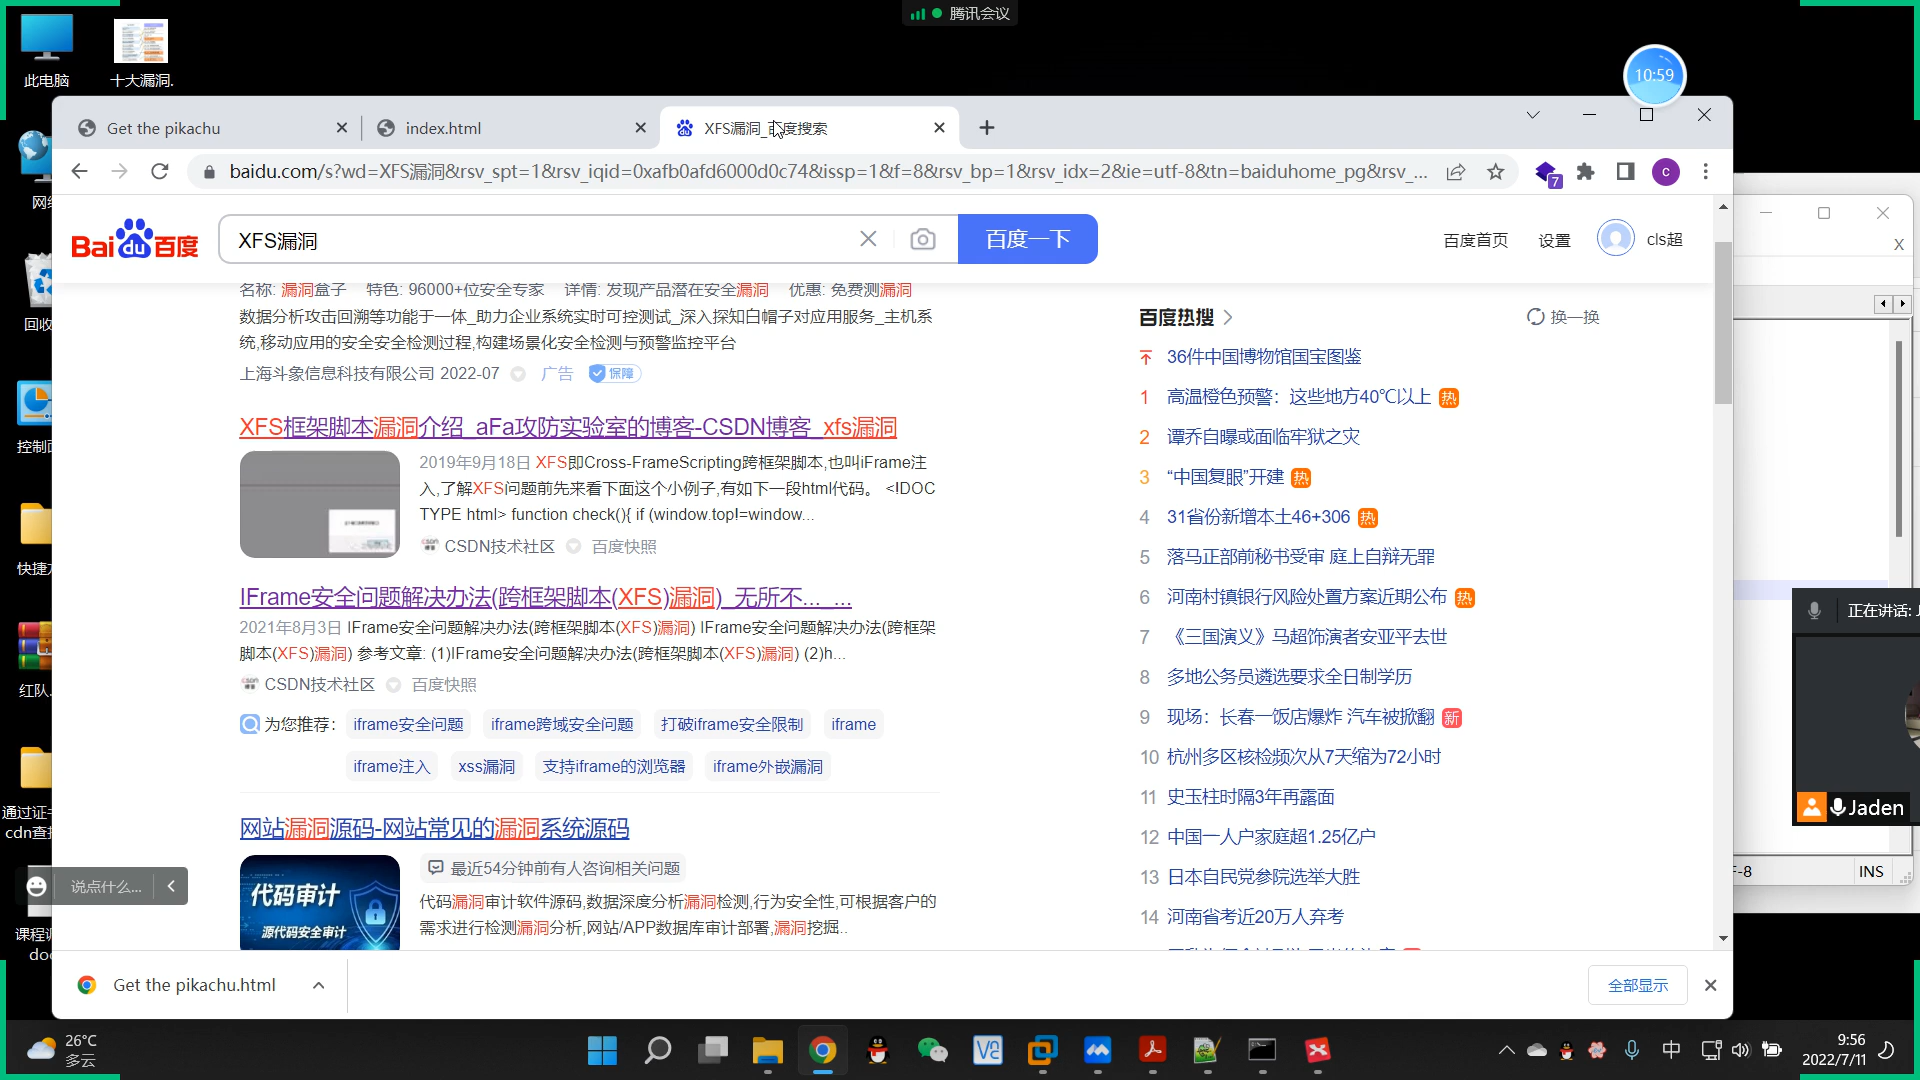 腾讯会议
此电脑
十大漏洞.
10:59
Get the pikachu
index.html
XFS漏洞_百度搜索
baidu.com/s?wd=XFS漏洞&rsv_spt=1&rsv_iqid=0xafb0afd6000d0c74&issp=1&f=8&rsv_bp=1&rsv_idx=2&ie=utf-8&tn=baiduhome_pg&rsv_...
7
c
网络
Bai du 百度
XFS漏洞
百度一下
百度首页
设置
cls超
X
名称: 漏洞盒子 特色: 96000+位安全专家 详情: 发现产品潜在安全漏洞 优惠: 免费测漏洞
数据分析攻击回溯等功能于一体_助力企业系统实时可控测试_深入探知白帽子对应用服务_主机系
统,移动应用的安全安全检测过程,构建场景化安全检测与预警监控平台
上海斗象信息科技有限公司 2022-07 广告 保障
回收
控制面
快捷方
红队.
通过证书
cdn查找
XFS框架脚本漏洞介绍_aFa攻防实验室的博客-CSDN博客_xfs漏洞
2019年9月18日 XFS即Cross-FrameScripting跨框架脚本,也叫iFrame注
入,了解XFS问题前先来看下面这个小例子,有如下一段html代码。 <!DOC
TYPE html> function check(){ if (window.top!=window...
CSDN技术社区 百度快照
IFrame安全问题解决办法(跨框架脚本(XFS)漏洞)_无所不..._...
2021年8月3日 IFrame安全问题解决办法(跨框架脚本(XFS)漏洞) IFrame安全问题解决办法(跨框架
脚本(XFS)漏洞) 参考文章: (1)IFrame安全问题解决办法(跨框架脚本(XFS)漏洞) (2)h...
CSDN技术社区 百度快照
为您推荐: iframe安全问题 iframe跨域安全问题 打破iframe安全限制 iframe
iframe注入 xss漏洞 支持iframe的浏览器 iframe外嵌漏洞
网站漏洞源码-网站常见的漏洞系统源码
最近54分钟前有人咨询相关问题
代码漏洞审计软件源码,数据深度分析漏洞检测,行为安全性,可根据客户的
需求进行检测漏洞分析,网站/APP数据库审计部署,漏洞挖掘..
代码审计
源代码安全审计
百度热搜
换一换
36件中国博物馆国宝图鉴
1 高温橙色预警：这些地方40℃以上 热
2 谭乔自曝或面临牢狱之灾
3 “中国复眼”开建 热
4 31省份新增本土46+306 热
5 落马正部前秘书受审 庭上自辩无罪
6 河南村镇银行风险处置方案近期公布 热
7 《三国演义》马超饰演者安亚平去世
8 多地公务员遴选要求全日制学历
9 现场：长春一饭店爆炸 汽车被掀翻 新
10 杭州多区核检频次从7天缩为72小时
11 史玉柱时隔3年再露面
12 中国一人户家庭超1.25亿户
13 日本自民党参院选举大胜
14 河南省考近20万人弃考
正在讲话: J
Jaden
F-8
INS
说点什么...
课程课
doc
Get the pikachu.html
全部显示
26°C
多云
中
9:56
2022/7/11